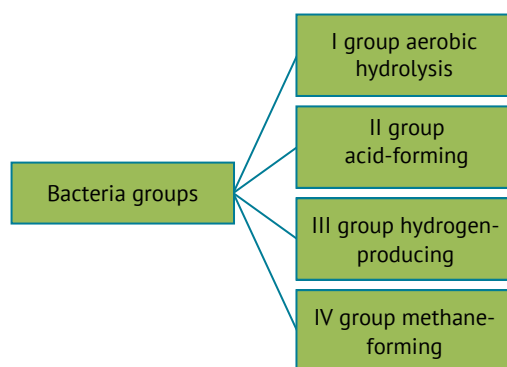 I group aerobic
hydrolysis
II group
acid-forming
Bacteria groups
III group hydrogen-
producing
IV group methane-
forming